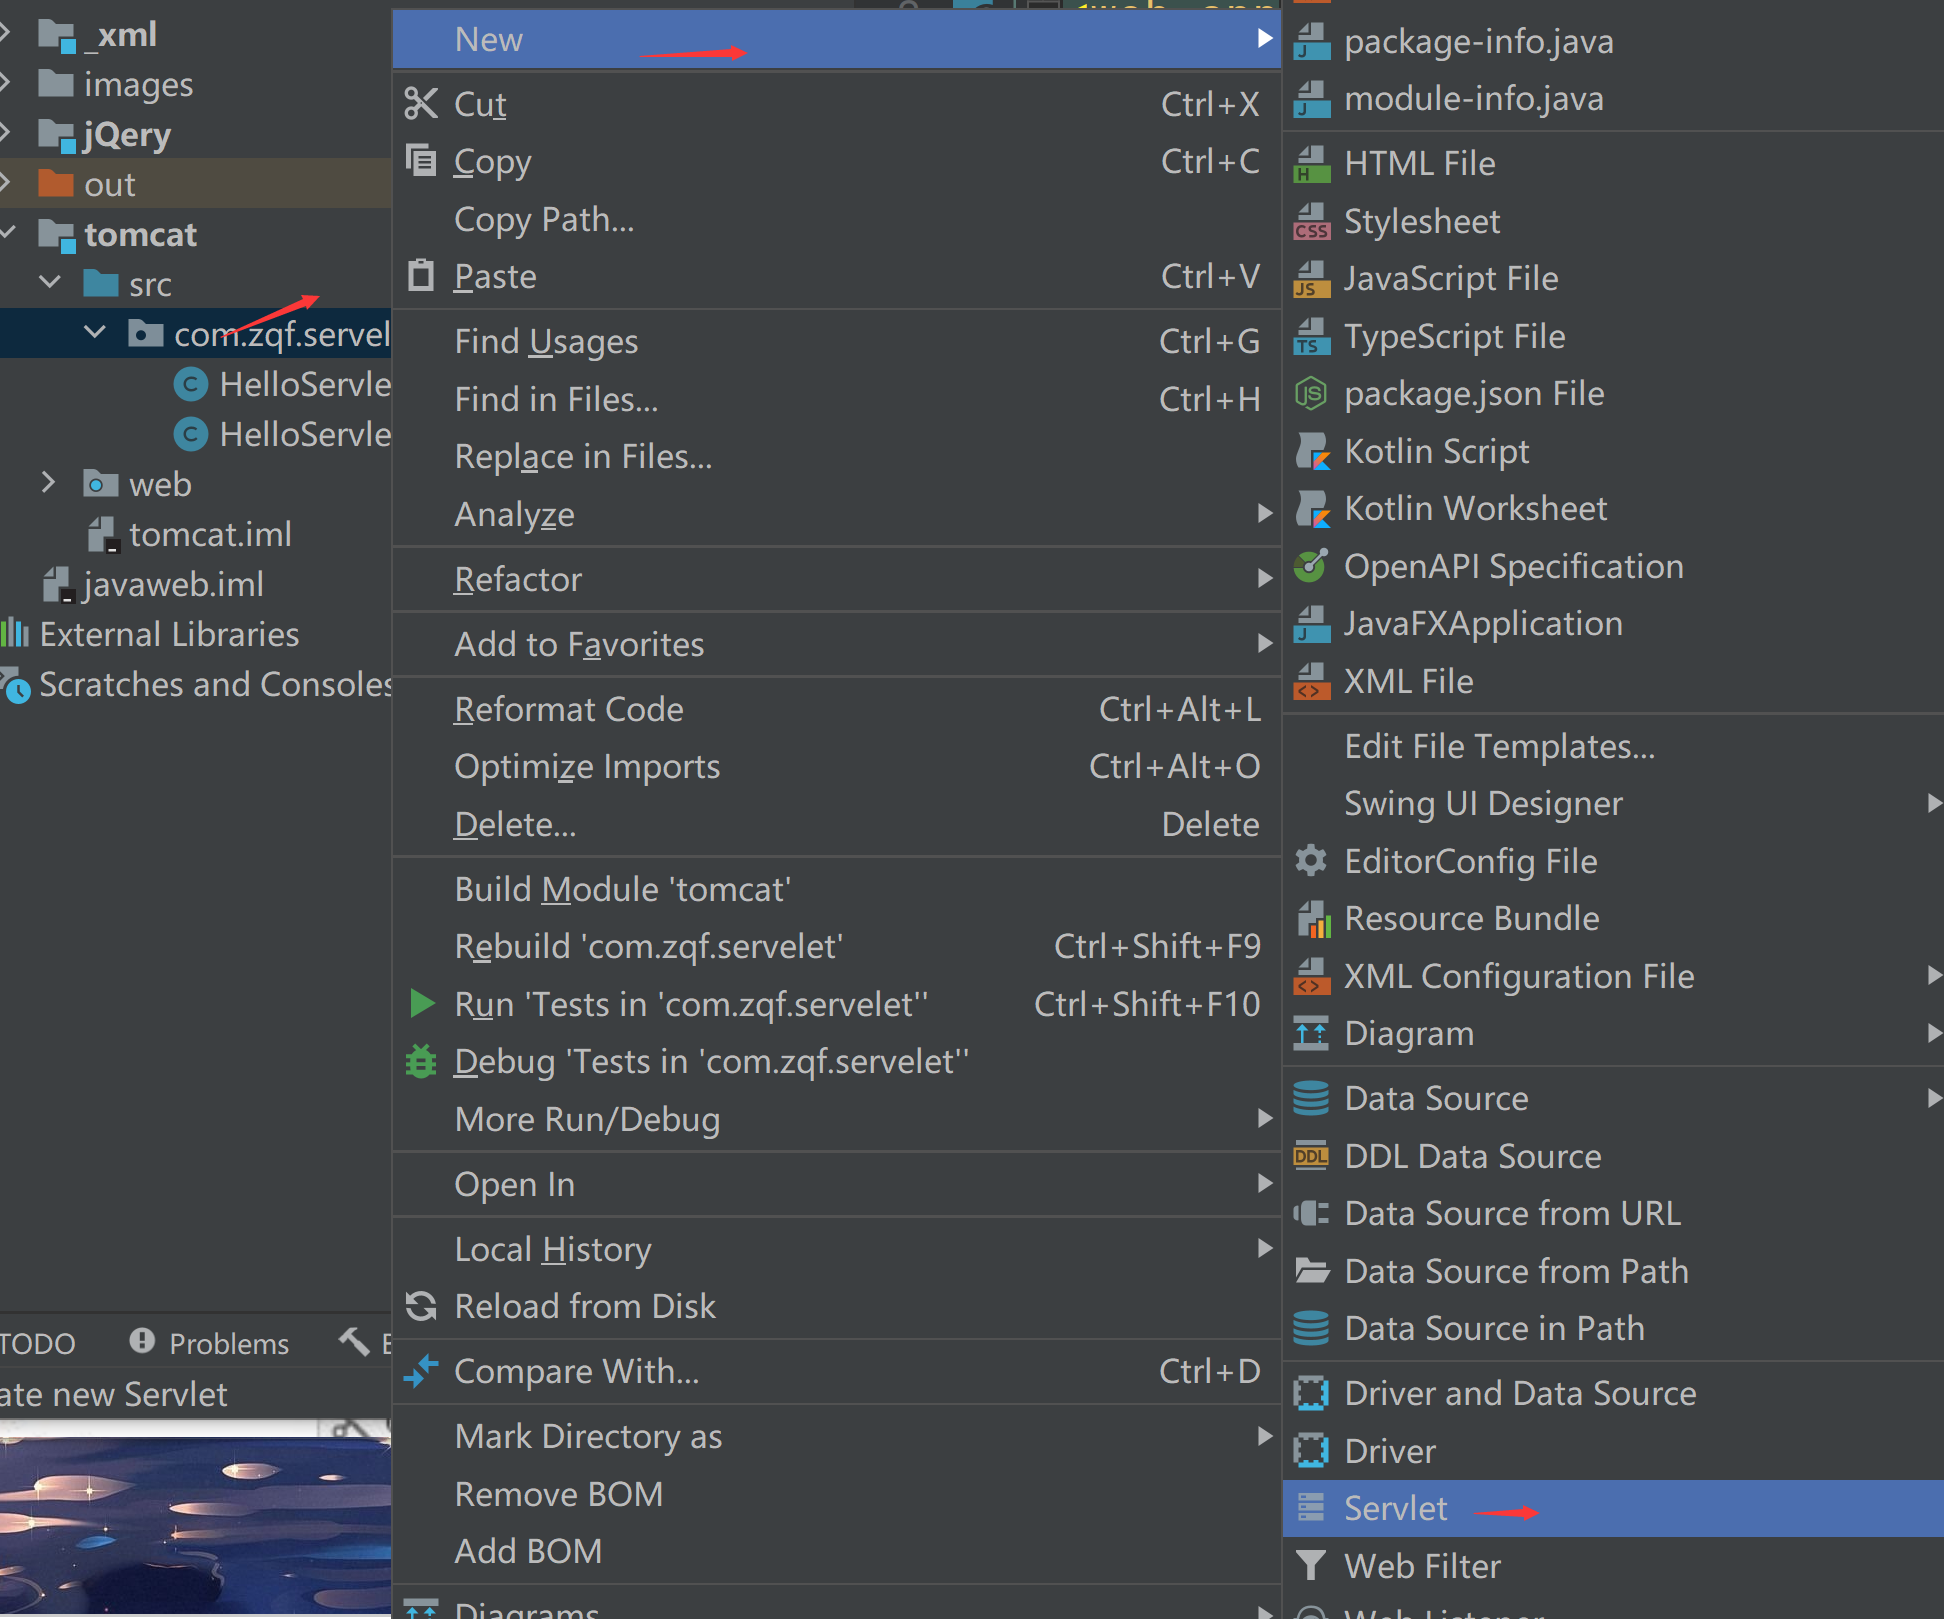 _xml
images
jQery
out
tomcat
src
com.zqf.servel
HelloServle
HelloServle
web
tomcat.iml
javaweb.iml
External Libraries
Scratches and Consoles
TODO
Problems
ate new Servlet
New
Cut Ctrl+X
Copy Ctrl+C
Copy Path...
Paste Ctrl+V
Find Usages Ctrl+G
Find in Files... Ctrl+H
Replace in Files...
Analyze
Refactor
Add to Favorites
Reformat Code Ctrl+Alt+L
Optimize Imports Ctrl+Alt+O
Delete... Delete
Build Module 'tomcat'
Rebuild 'com.zqf.servelet' Ctrl+Shift+F9
Run 'Tests in 'com.zqf.servelet'' Ctrl+Shift+F10
Debug 'Tests in 'com.zqf.servelet''
More Run/Debug
Open In
Local History
Reload from Disk
Compare With... Ctrl+D
Mark Directory as
Remove BOM
Add BOM
Diagrams
package-info.java
module-info.java
HTML File
Stylesheet
JavaScript File
TypeScript File
package.json File
Kotlin Script
Kotlin Worksheet
OpenAPI Specification
JavaFXApplication
XML File
Edit File Templates...
Swing UI Designer
EditorConfig File
Resource Bundle
XML Configuration File
Diagram
Data Source
DDL Data Source
Data Source from URL
Data Source from Path
Data Source in Path
Driver and Data Source
Driver
Servlet
Web Filter
Web Listener